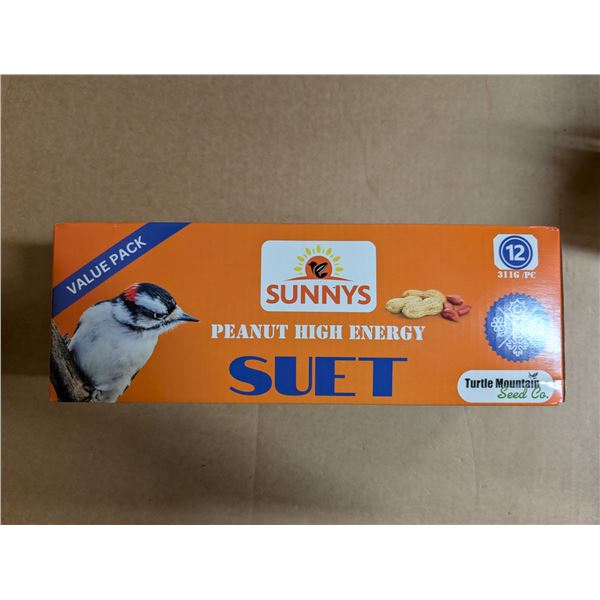 VALUE PACK
SUNNYS
PEANUT HIGH ENERGY
SUET
12
311G /PC
Turtle Mountain
Seed Co.